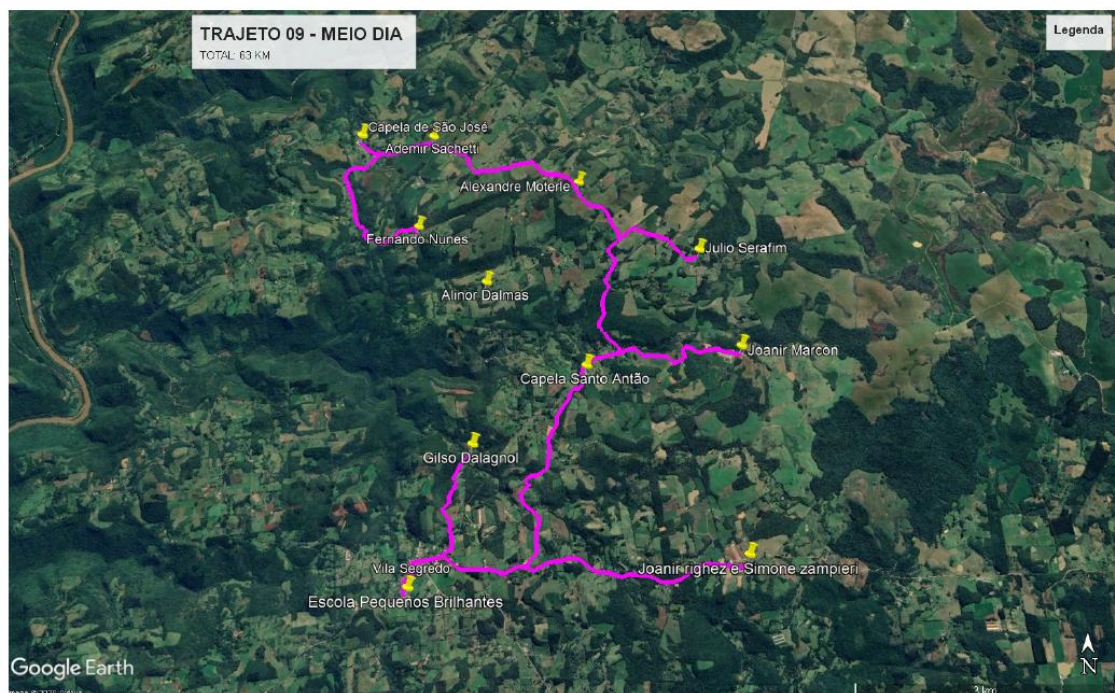 TRAJETO 09 - MEIO DIA
TOTAL: 63 KM
Legenda
Capela de São José
Ademir Sachetti
Alexandre Moterle
Fernando Nunes
Julio Serafim
Alinor Dalmas
Joanir Marcon
Capela Santo Antão
Gilso Dalagnol
Vila Segredo
Joanir righez e Simone zampieri
Escola Pequenos Brilhantes
Google Earth
N
3 km